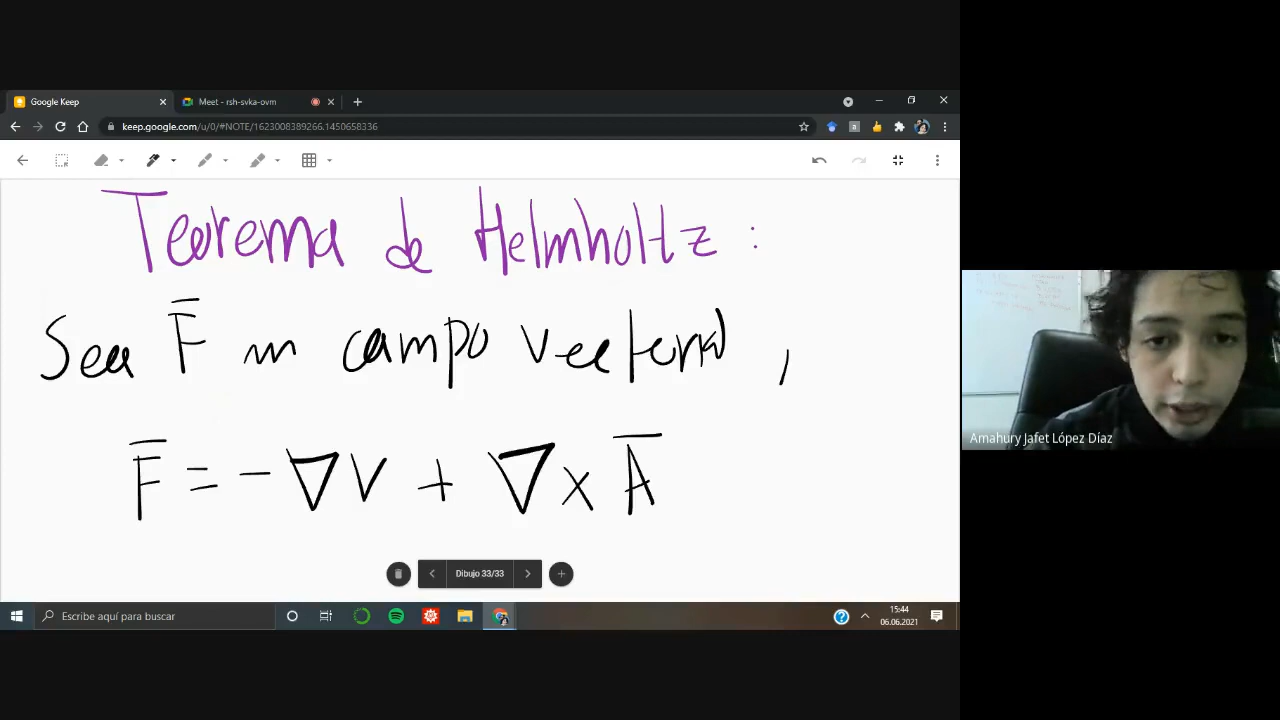 Google Keep
Meet - rsh-svka-ovm
keep.google.com/u/0/#NOTE/1623008389266.1450658336
Teorema de Helmholtz :
Sea F̅ un campo vectorial ,
F̅ = -∇V + ∇x A̅
Dibujo 33/33
Amahury Jafet López Díaz
Escribe aquí para buscar
15:44
06.06.2021